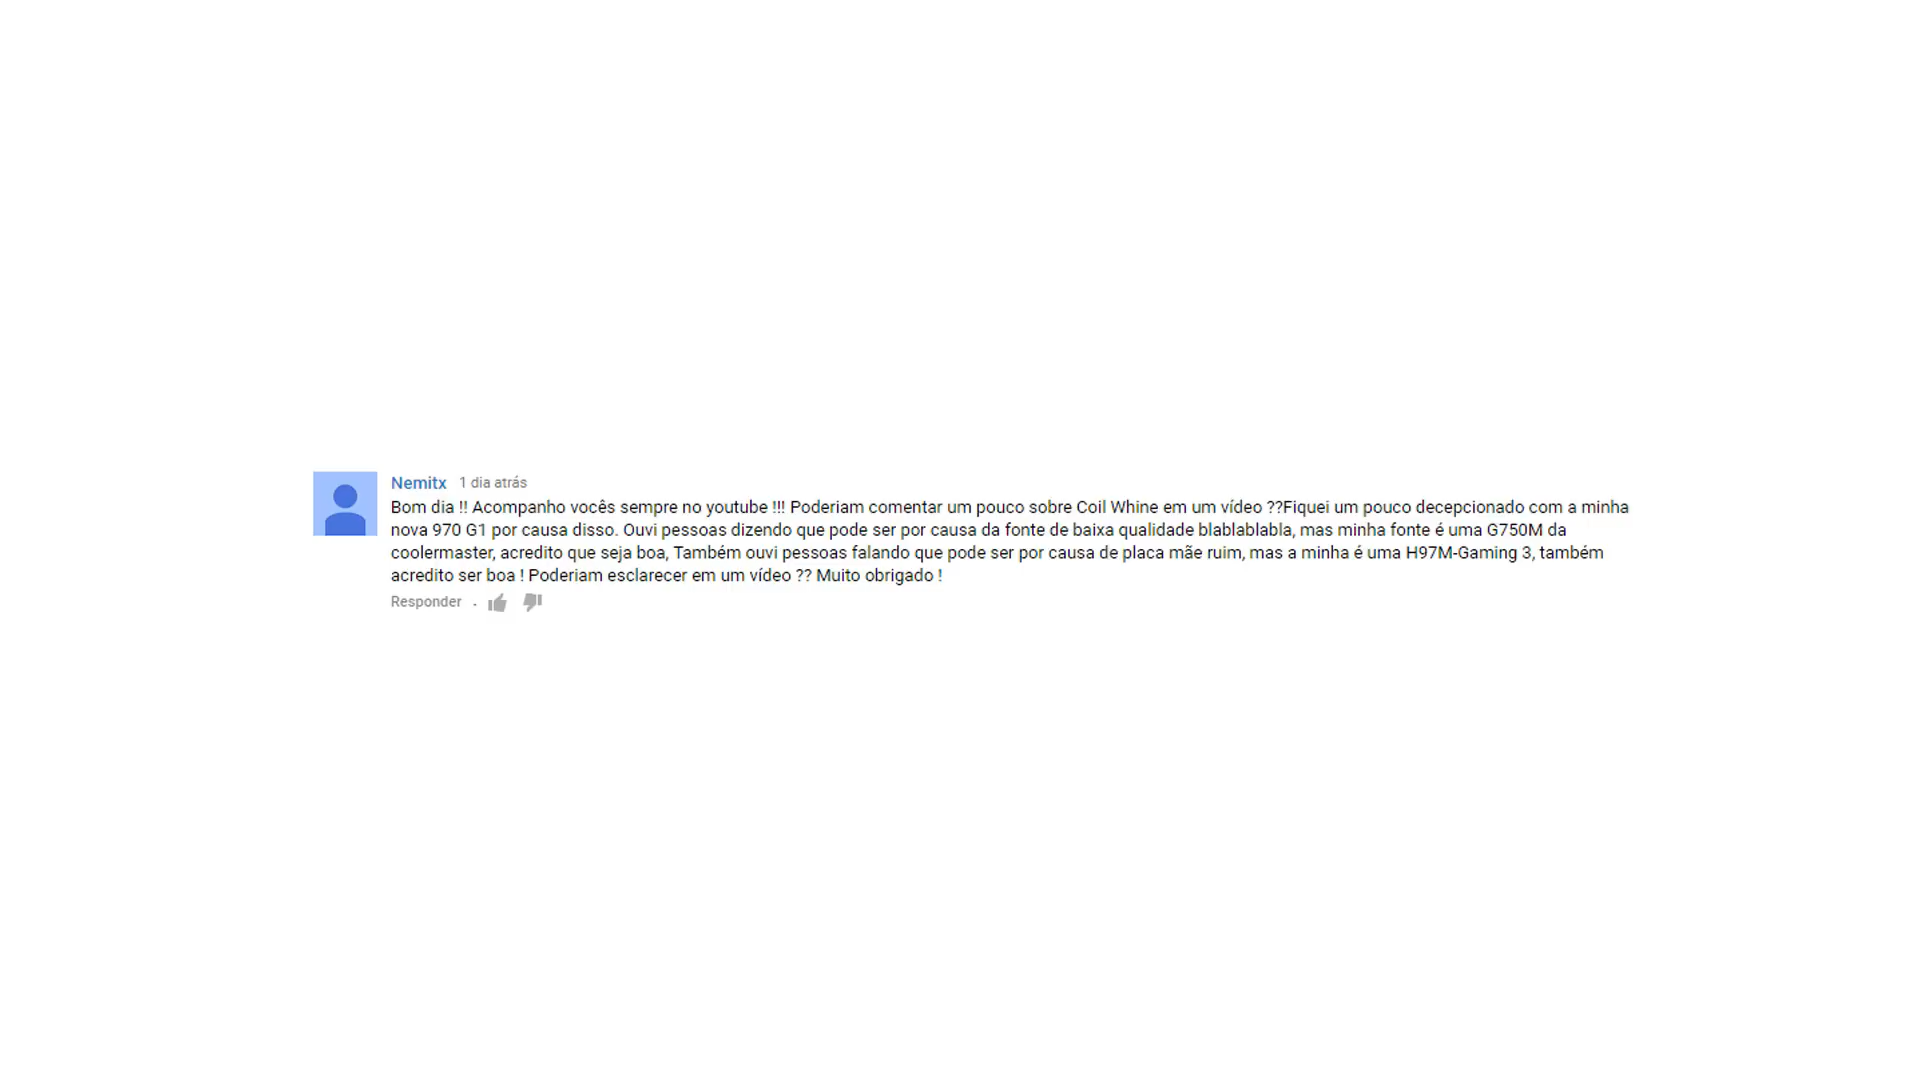 Nemitx 1 dia atrás
Bom dia !! Acompanho vocês sempre no youtube !!! Poderiam comentar um pouco sobre Coil Whine em um vídeo ??Fiquei um pouco decepcionado com a minha
nova 970 G1 por causa disso. Ouvi pessoas dizendo que pode ser por causa da fonte de baixa qualidade blablablabla, mas minha fonte é uma G750M da
coolermaster, acredito que seja boa, Também ouvi pessoas falando que pode ser por causa de placa mãe ruim, mas a minha é uma H97M-Gaming 3, também
acredito ser boa ! Poderiam esclarecer em um vídeo ?? Muito obrigado !
Responder .